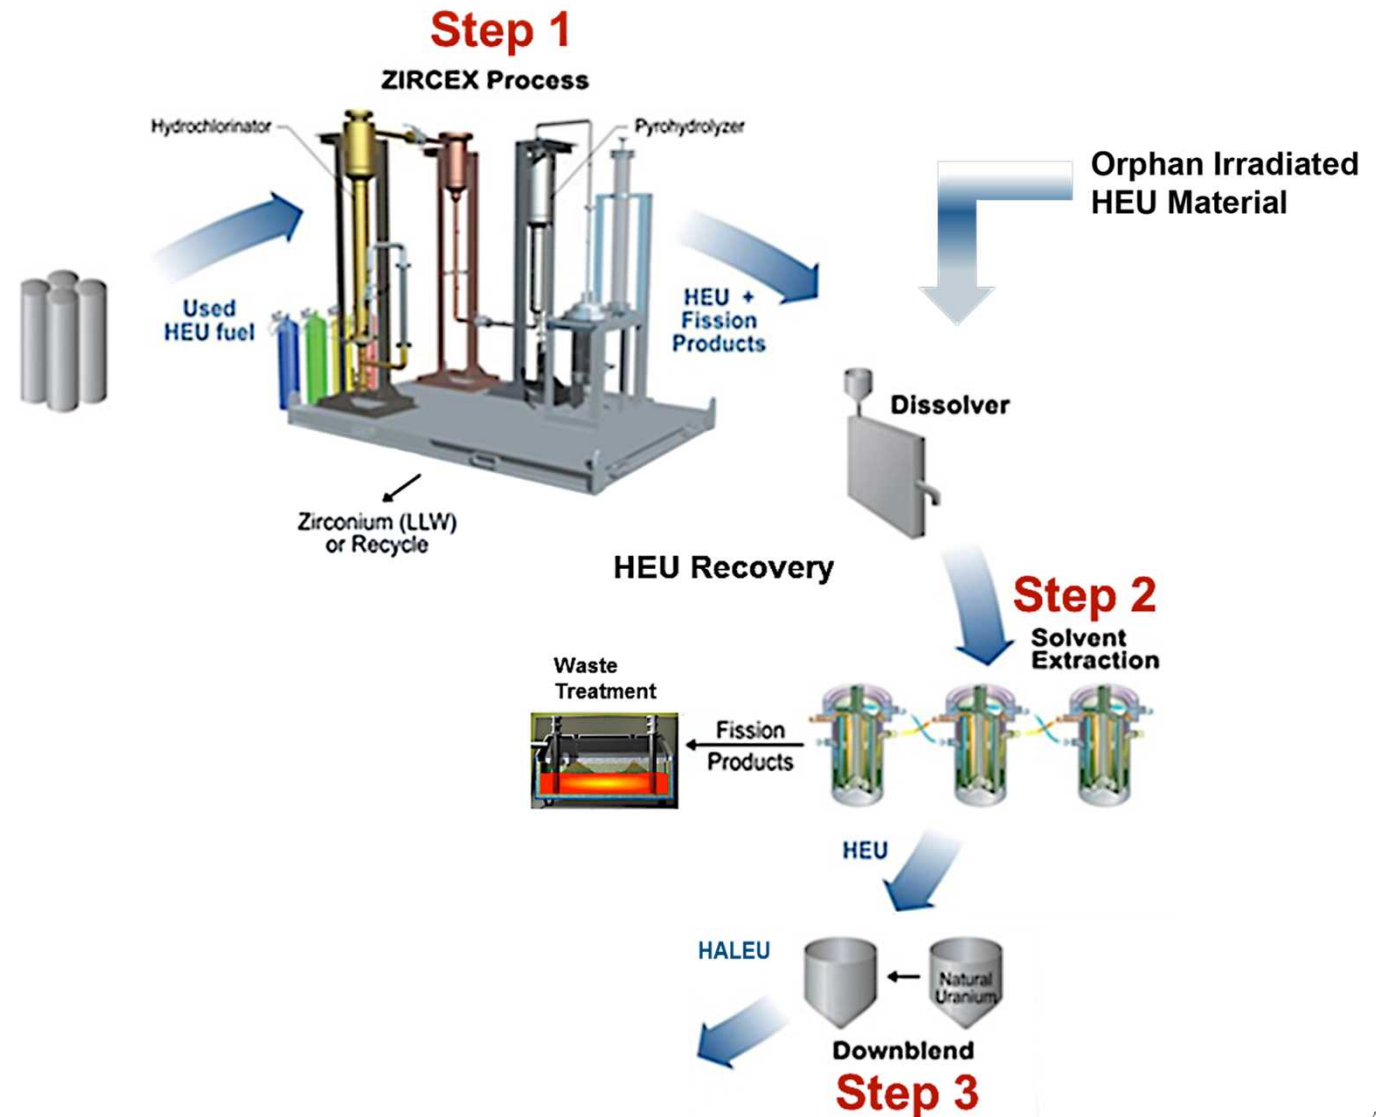 Step 1
ZIRCEX Process
Hydrochlorinator
Pyrohydrolyzer
Orphan Irradiated
HEU Material
Used
HEU fuel
HEU +
Fission
Products
Dissolver
Zirconium (LLW)
or Recycle
HEU Recovery
Step 2
Solvent
Extraction
Waste
Treatment
Fission
Products
HEU
HALEU
Natural
Uranium
Downblend
Step 3